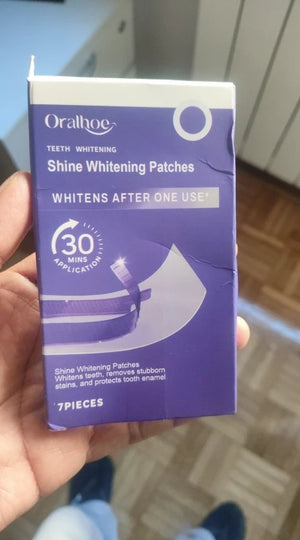 Oralhoe
TEETH WHITENING
Shine Whitening Patches
WHITENS AFTER ONE USE*
30
MINS
APPLICATION
Shine Whitening Patches
Whitens teeth, removes stubborn
stains, and protects tooth enamel
7PIECES